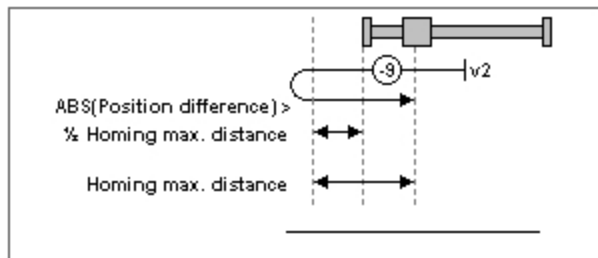 -9
v2
ABS(Position difference) >
½ Homing max. distance
Homing max. distance